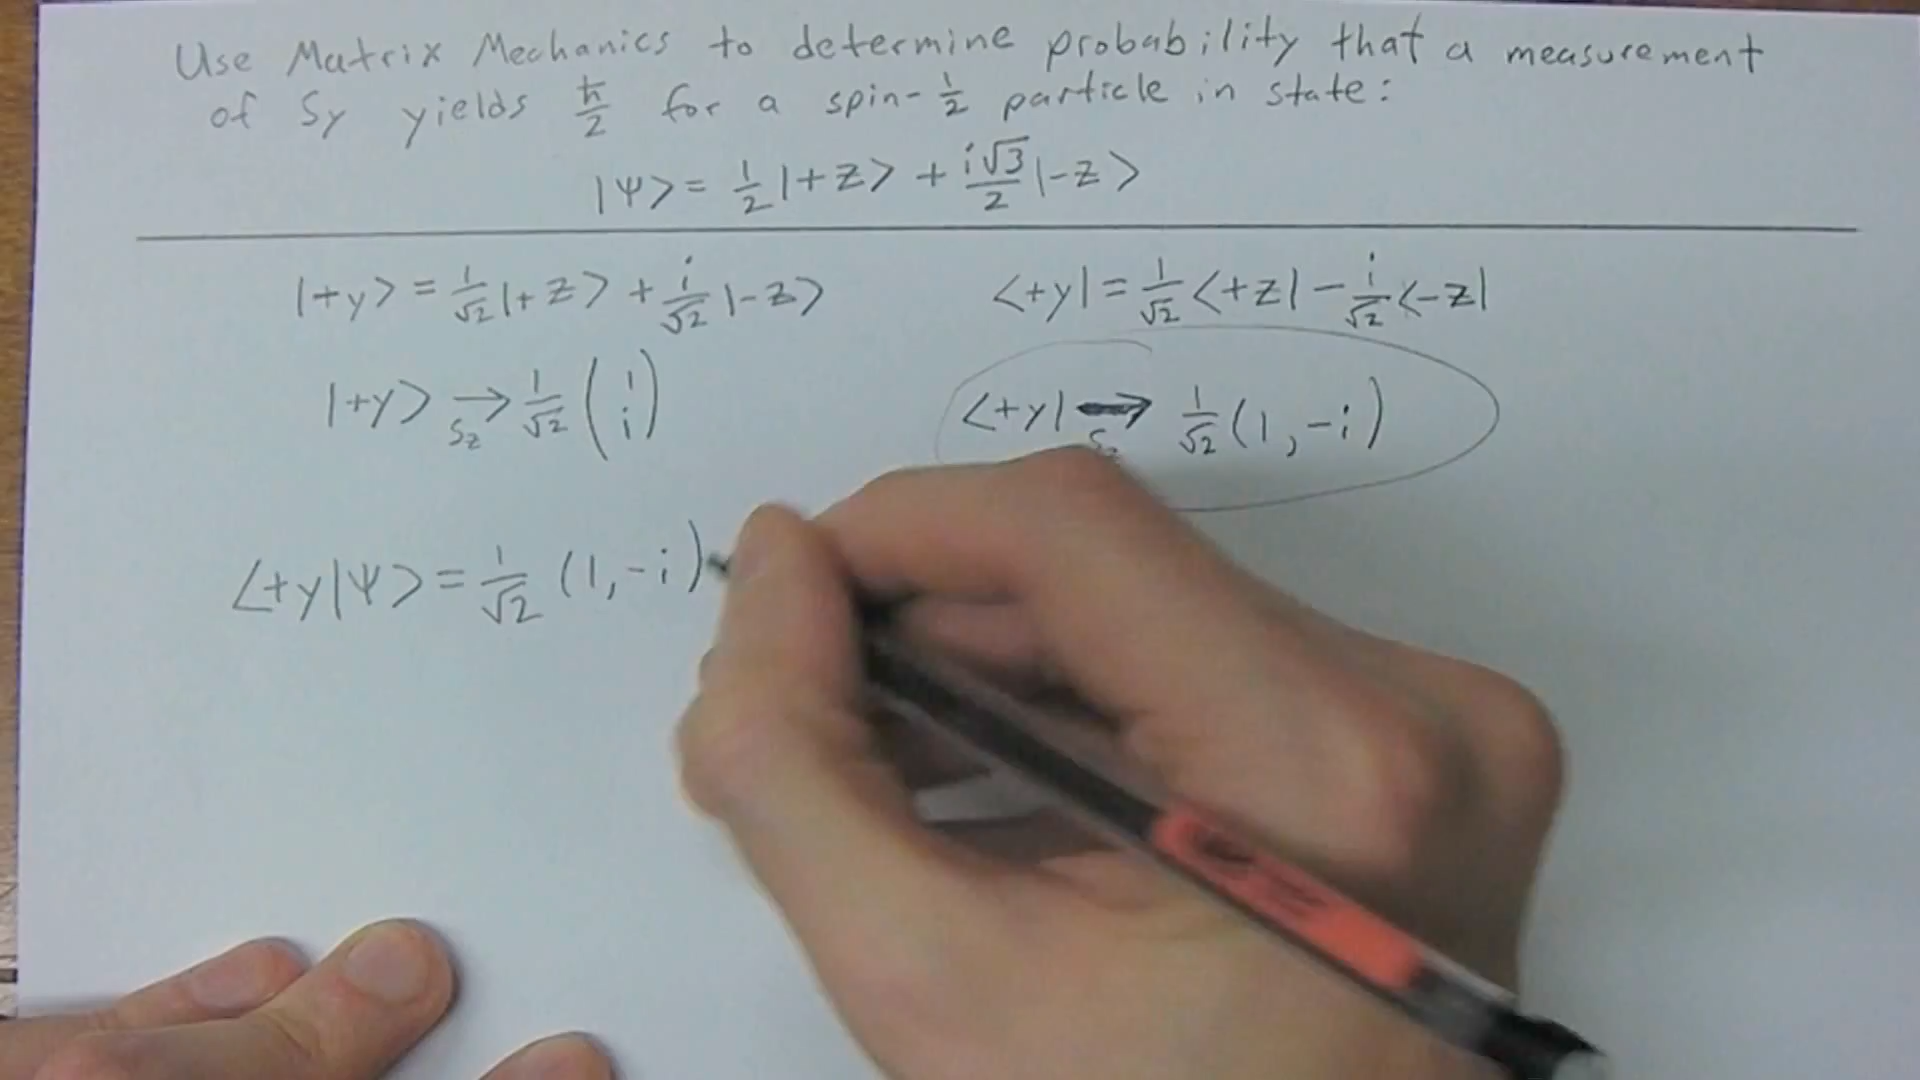 Use Matrix Mechanics to determine probability that a measurement
of Sy yields ℏ/2 for a spin-1/2 particle in state:
|Ψ> = 1/2 |+z> + i√3/2 |-z>
|+y> = 1/√2 |+z> + i/√2 |-z>
<+y| = 1/√2 <+z| - i/√2 <-z|
|+y> →Sz 1/√2 (1 i)
<+y| → 1/√2 (1, -i)
<+y|Ψ> = 1/√2 (1, -i)